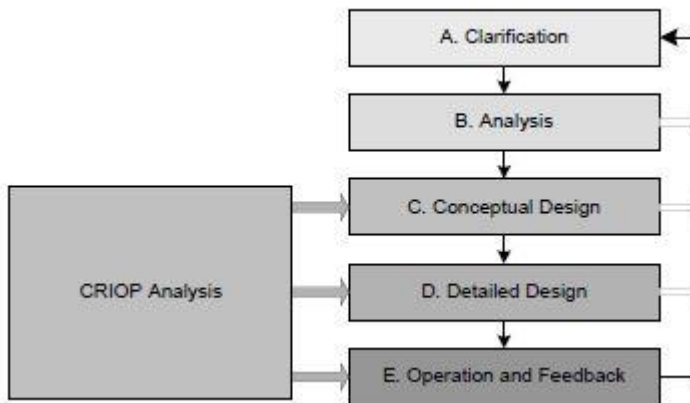 A. Clarification
B. Analysis
C. Conceptual Design
CRIOP Analysis
D. Detailed Design
E. Operation and Feedback